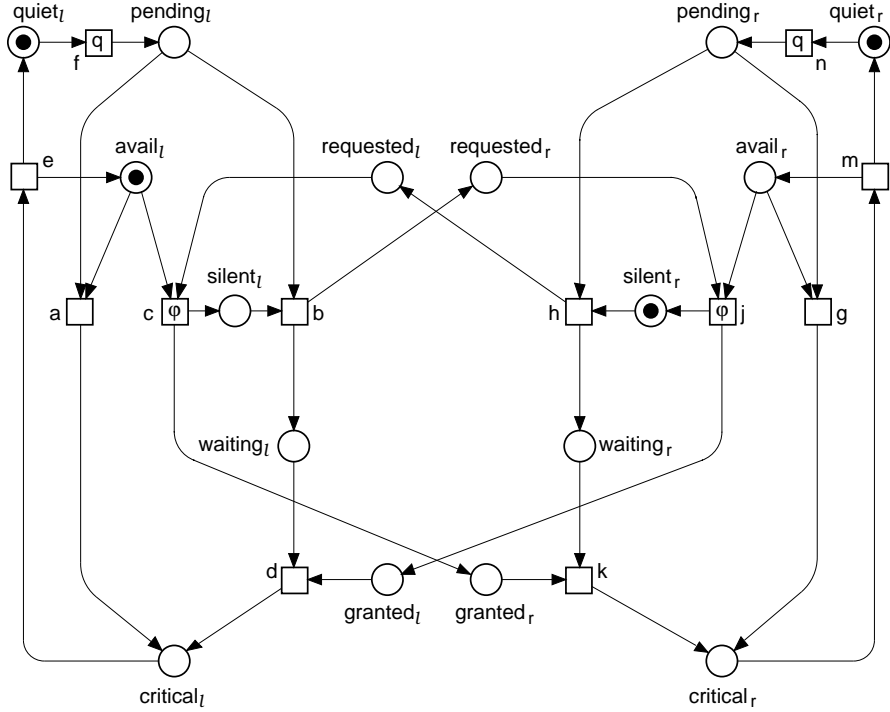 quiet_l pending_l pending_r quiet_r
q q
f n
e avail_l requested_l requested_r avail_r m
silent_l silent_r
a c φ b h φ j g
waiting_l waiting_r
d k
granted_l granted_r
critical_l critical_r